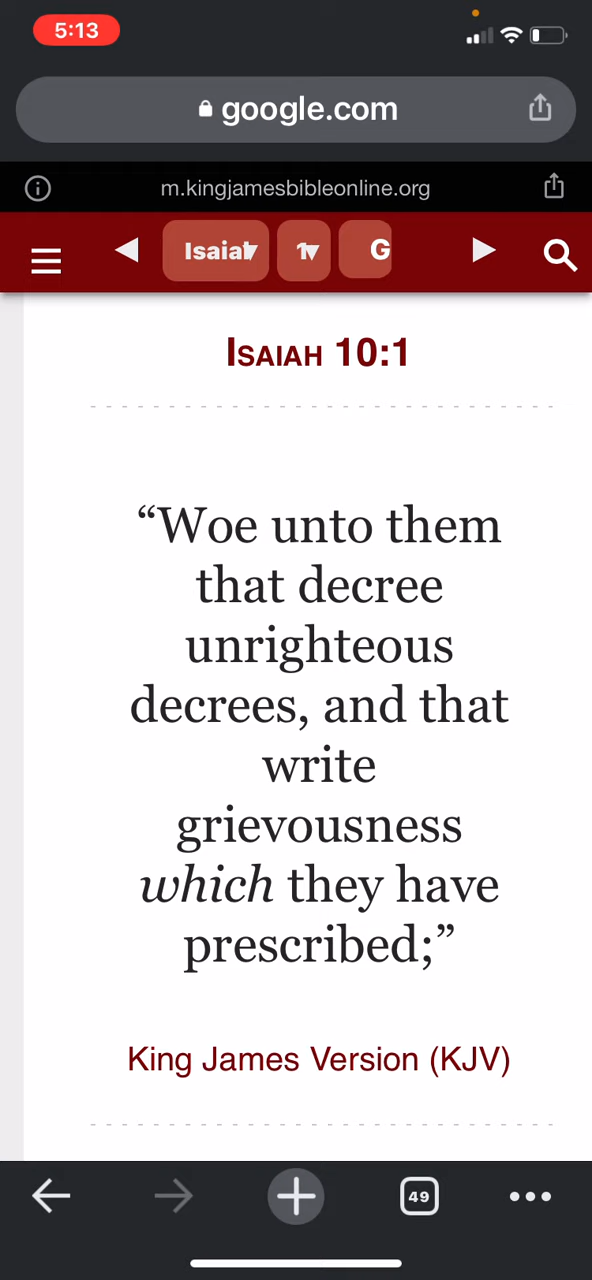 5:13
google.com
m.kingjamesbibleonline.org
Isaiah 1 G
ISAIAH 10:1
“Woe unto them
that decree
unrighteous
decrees, and that
write
grievousness
which they have
prescribed;”
King James Version (KJV)
49